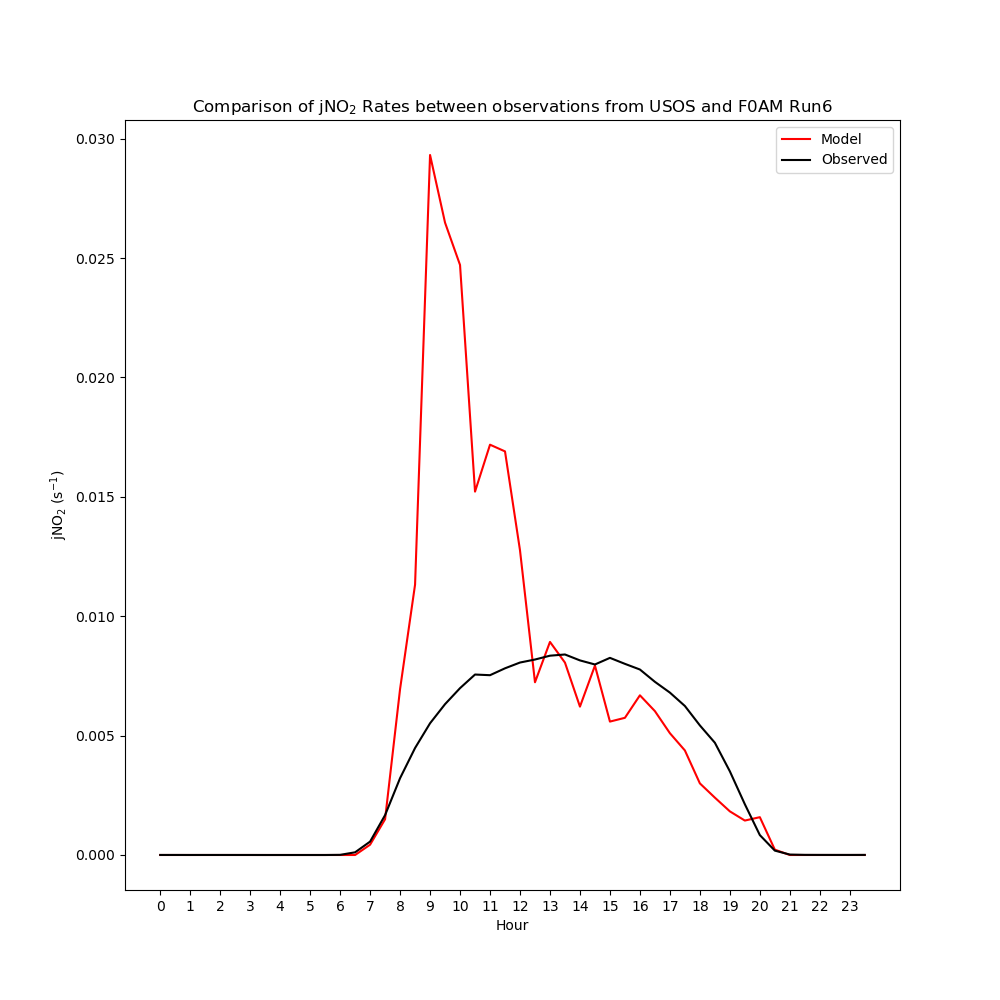 Comparison of jNO₂ Rates between observations from USOS and F0AM Run6
Model
Observed
0.030
0.025
0.020
0.015
0.010
0.005
0.000
jNO₂ (s⁻¹)
0 1 2 3 4 5 6 7 8 9 10 11 12 13 14 15 16 17 18 19 20 21 22 23
Hour